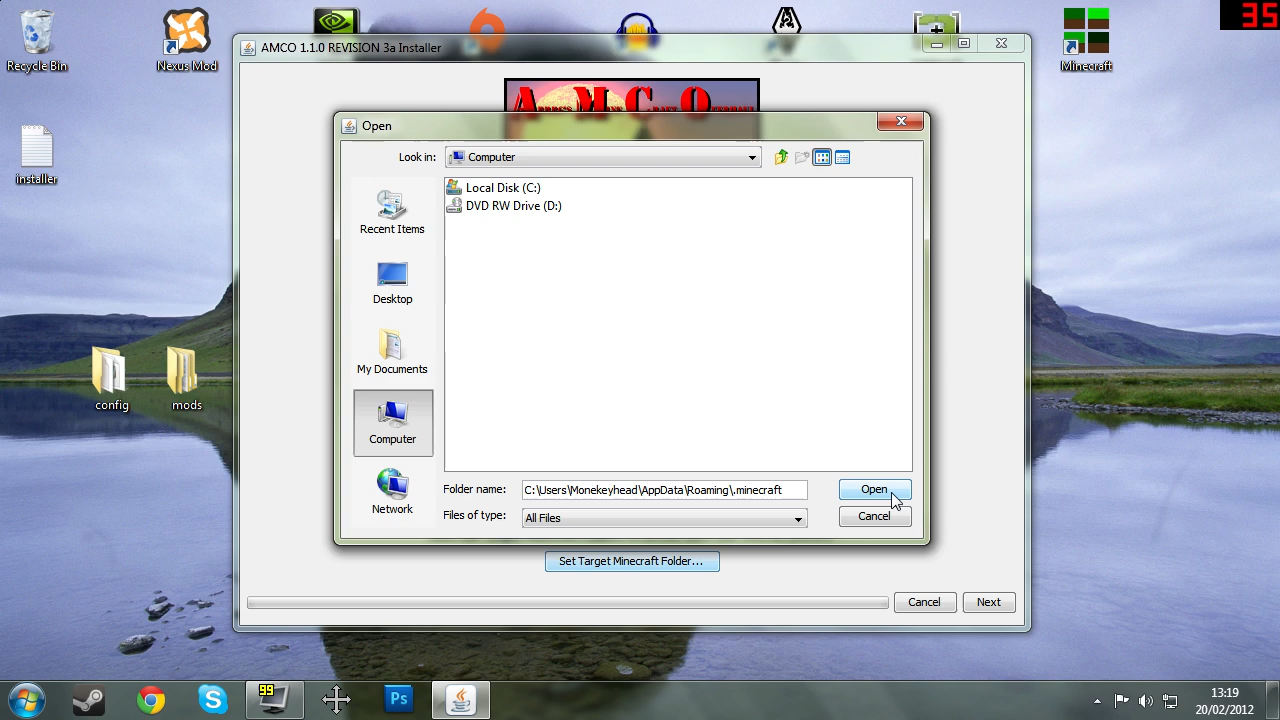 Recycle Bin
Nexus Mod
Minecraft
35
installer
config
mods
AMCO 1.1.0 REVISION 3a Installer
Open
Look in:
Computer
Local Disk (C:)
DVD RW Drive (D:)
Recent Items
Desktop
My Documents
Computer
Network
Folder name:
C:\Users\Monekeyhead\AppData\Roaming\.minecraft
Open
Files of type:
All Files
Cancel
Set Target Minecraft Folder...
Cancel
Next
99
Ps
13:19
20/02/2012